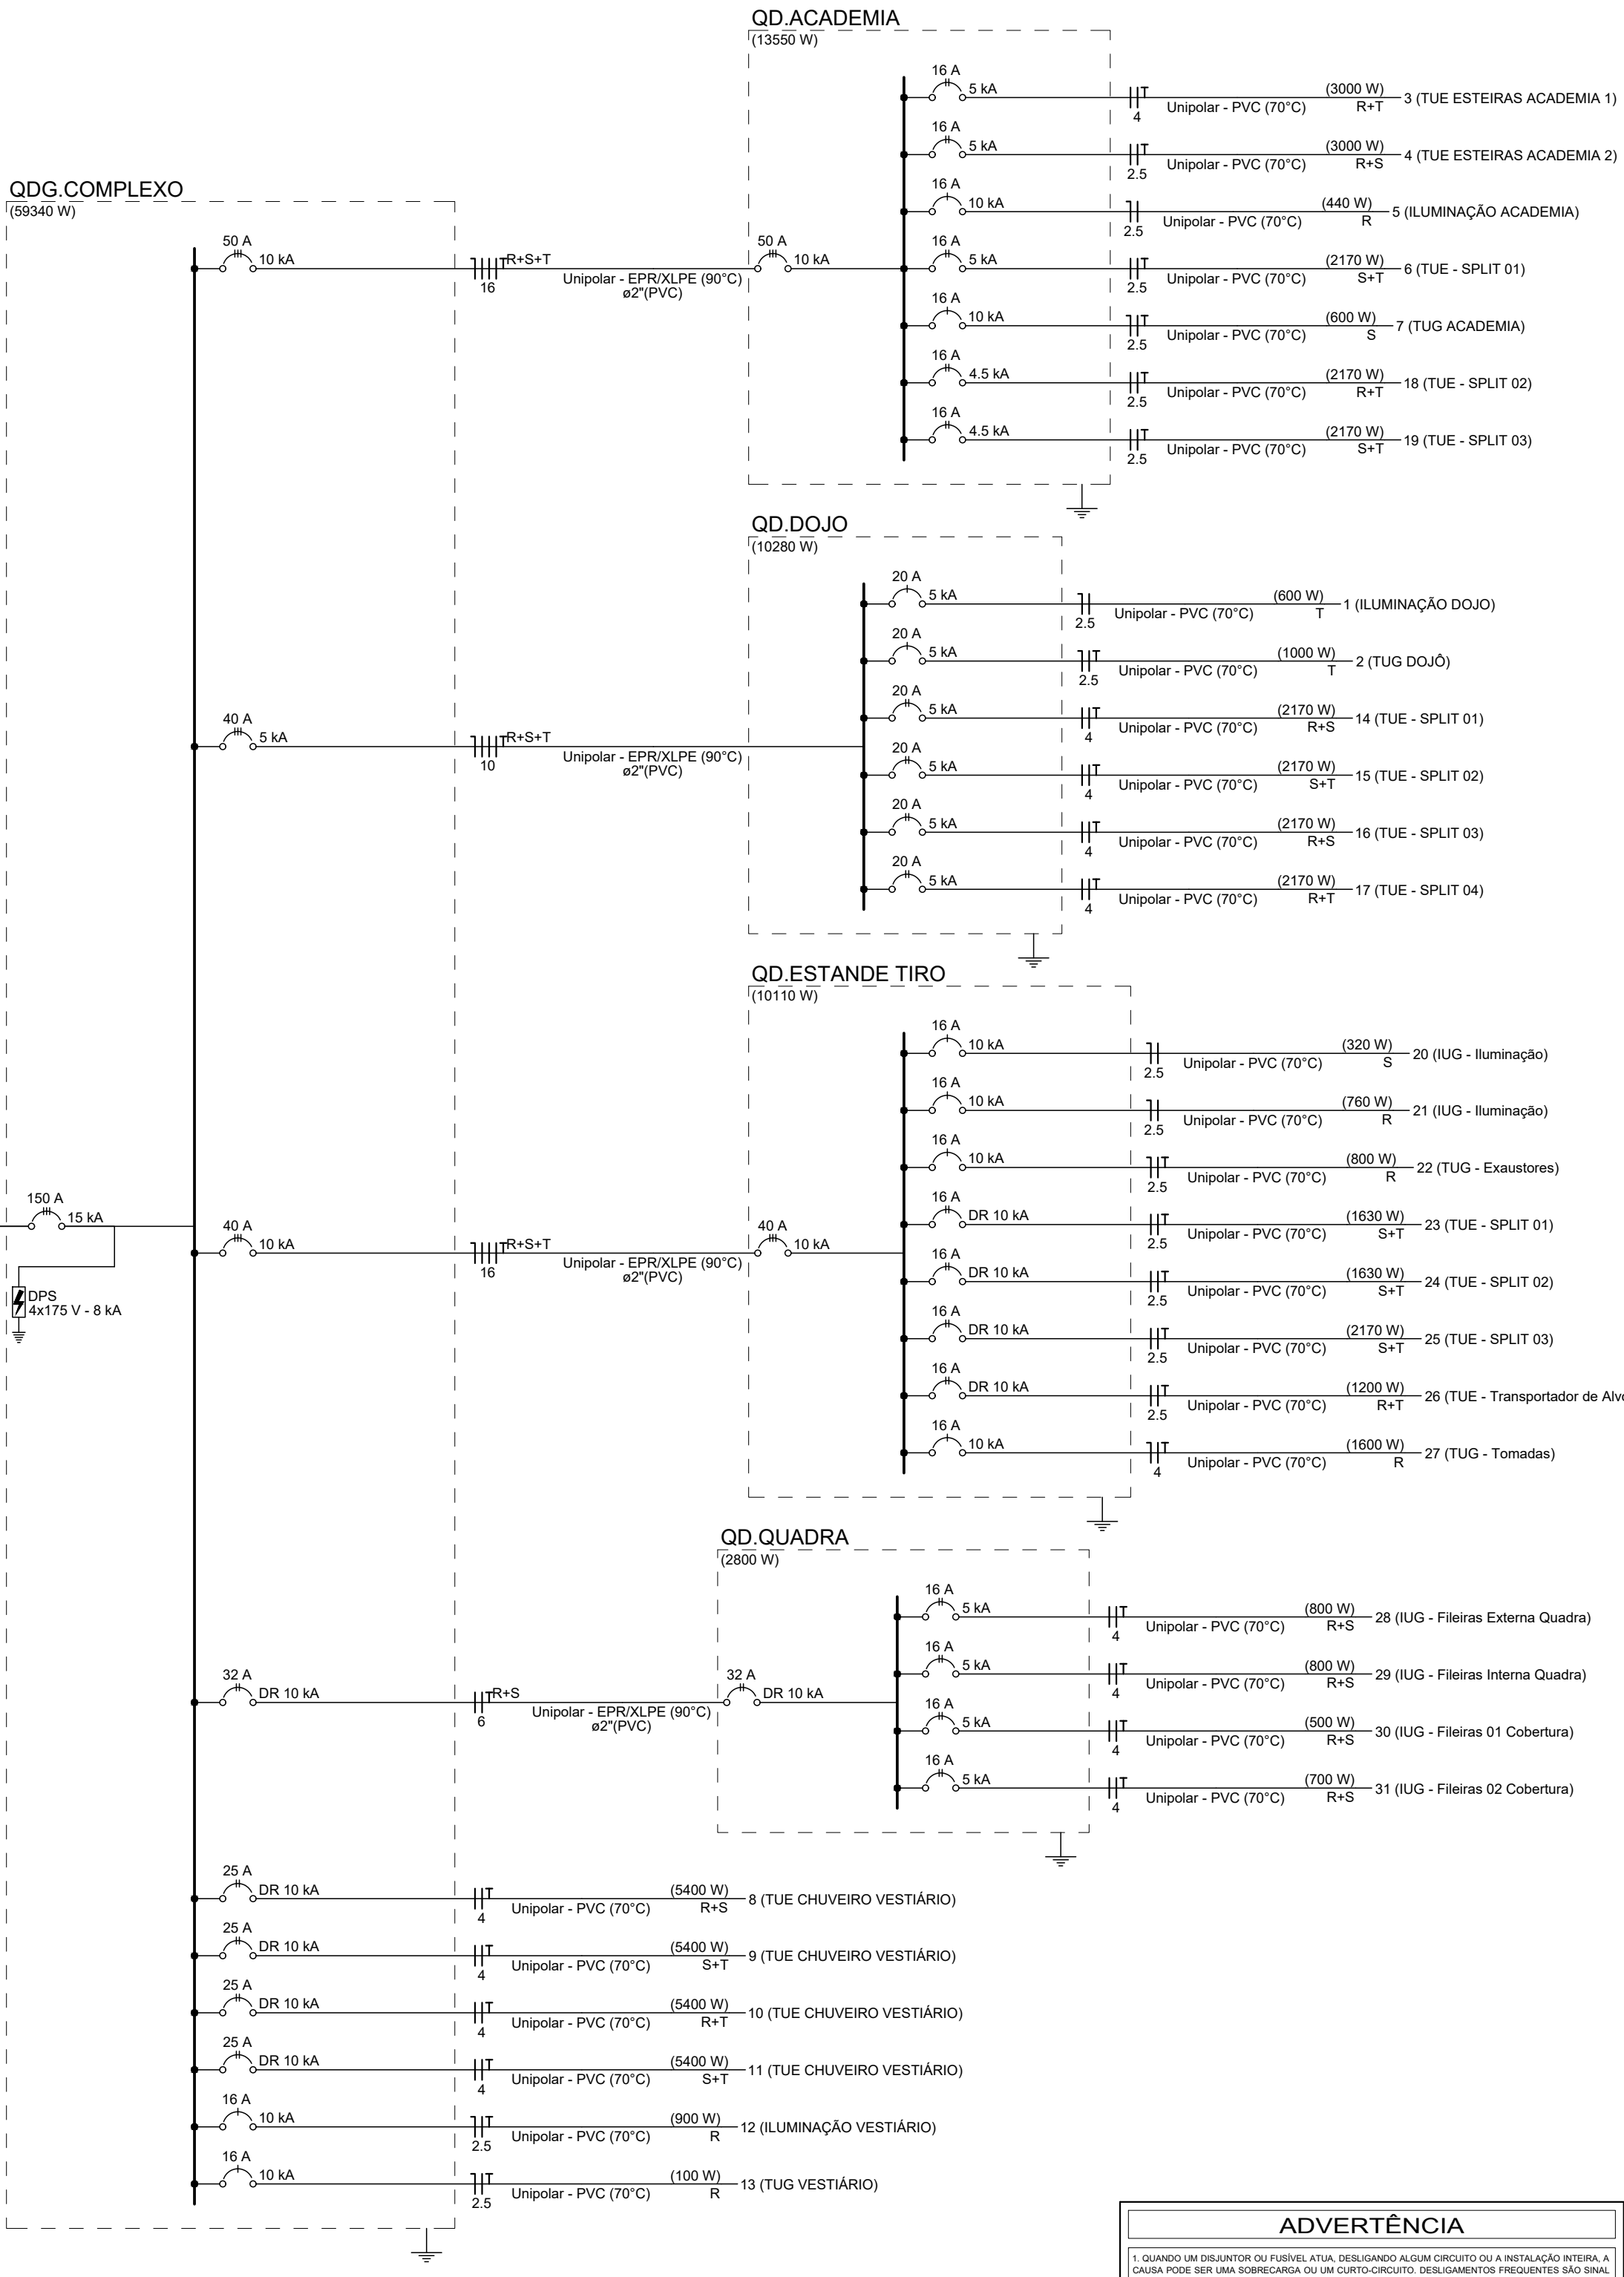 QDG.COMPLEXO
(59340 W)
150 A
15 kA
DPS
4x175 V - 8 kA
50 A
10 kA
R+S+T
16
Unipolar - EPR/XLPE (90°C)
ø2"(PVC)
QD.ACADEMIA
(13550 W)
50 A
10 kA
16 A
5 kA
T
4
Unipolar - PVC (70°C)
(3000 W)
R+T
3 (TUE ESTEIRAS ACADEMIA 1)
16 A
5 kA
T
2.5
Unipolar - PVC (70°C)
(3000 W)
R+S
4 (TUE ESTEIRAS ACADEMIA 2)
16 A
10 kA
2.5
Unipolar - PVC (70°C)
(440 W)
R
5 (ILUMINAÇÃO ACADEMIA)
16 A
5 kA
T
2.5
Unipolar - PVC (70°C)
(2170 W)
S+T
6 (TUE - SPLIT 01)
16 A
10 kA
T
2.5
Unipolar - PVC (70°C)
(600 W)
S
7 (TUG ACADEMIA)
16 A
4.5 kA
T
2.5
Unipolar - PVC (70°C)
(2170 W)
R+T
18 (TUE - SPLIT 02)
16 A
4.5 kA
T
2.5
Unipolar - PVC (70°C)
(2170 W)
S+T
19 (TUE - SPLIT 03)
40 A
5 kA
R+S+T
10
Unipolar - EPR/XLPE (90°C)
ø2"(PVC)
QD.DOJO
(10280 W)
20 A
5 kA
2.5
Unipolar - PVC (70°C)
(600 W)
T
1 (ILUMINAÇÃO DOJO)
20 A
5 kA
T
2.5
Unipolar - PVC (70°C)
(1000 W)
T
2 (TUG DOJÔ)
20 A
5 kA
T
4
Unipolar - PVC (70°C)
(2170 W)
R+S
14 (TUE - SPLIT 01)
20 A
5 kA
T
4
Unipolar - PVC (70°C)
(2170 W)
S+T
15 (TUE - SPLIT 02)
20 A
5 kA
T
4
Unipolar - PVC (70°C)
(2170 W)
R+S
16 (TUE - SPLIT 03)
20 A
5 kA
T
4
Unipolar - PVC (70°C)
(2170 W)
R+T
17 (TUE - SPLIT 04)
40 A
10 kA
R+S+T
16
Unipolar - EPR/XLPE (90°C)
ø2"(PVC)
QD.ESTANDE TIRO
(10110 W)
40 A
10 kA
16 A
10 kA
2.5
Unipolar - PVC (70°C)
(320 W)
S
20 (IUG - Iluminação)
16 A
10 kA
2.5
Unipolar - PVC (70°C)
(760 W)
R
21 (IUG - Iluminação)
16 A
10 kA
T
2.5
Unipolar - PVC (70°C)
(800 W)
R
22 (TUG - Exaustores)
16 A
DR 10 kA
T
2.5
Unipolar - PVC (70°C)
(1630 W)
S+T
23 (TUE - SPLIT 01)
16 A
DR 10 kA
T
2.5
Unipolar - PVC (70°C)
(1630 W)
S+T
24 (TUE - SPLIT 02)
16 A
DR 10 kA
T
2.5
Unipolar - PVC (70°C)
(2170 W)
S+T
25 (TUE - SPLIT 03)
16 A
DR 10 kA
T
2.5
Unipolar - PVC (70°C)
(1200 W)
R+T
26 (TUE - Transportador de
16 A
10 kA
T
4
Unipolar - PVC (70°C)
(1600 W)
R
27 (TUG - Tomadas)
32 A
DR 10 kA
R+S
6
Unipolar - EPR/XLPE (90°C)
ø2"(PVC)
QD.QUADRA
(2800 W)
32 A
DR 10 kA
16 A
5 kA
T
4
Unipolar - PVC (70°C)
(800 W)
R+S
28 (IUG - Fileiras Externa Quadra)
16 A
5 kA
T
4
Unipolar - PVC (70°C)
(800 W)
R+S
29 (IUG - Fileiras Interna Quadra)
16 A
5 kA
T
4
Unipolar - PVC (70°C)
(500 W)
R+S
30 (IUG - Fileiras 01 Cobertura)
16 A
5 kA
T
4
Unipolar - PVC (70°C)
(700 W)
R+S
31 (IUG - Fileiras 02 Cobertura)
25 A
DR 10 kA
T
4
Unipolar - PVC (70°C)
(5400 W)
R+S
8 (TUE CHUVEIRO VESTIÁRIO)
25 A
DR 10 kA
T
4
Unipolar - PVC (70°C)
(5400 W)
S+T
9 (TUE CHUVEIRO VESTIÁRIO)
25 A
DR 10 kA
T
4
Unipolar - PVC (70°C)
(5400 W)
R+T
10 (TUE CHUVEIRO VESTIÁRIO)
25 A
DR 10 kA
T
4
Unipolar - PVC (70°C)
(5400 W)
S+T
11 (TUE CHUVEIRO VESTIÁRIO)
16 A
10 kA
T
2.5
Unipolar - PVC (70°C)
(900 W)
R
12 (ILUMINAÇÃO VESTIÁRIO)
16 A
10 kA
T
2.5
Unipolar - PVC (70°C)
(100 W)
R
13 (TUG VESTIÁRIO)
ADVERTÊNCIA
1. QUANDO UM DISJUNTOR OU FUSÍVEL ATUA, DESLIGANDO ALGUM CIRCUITO OU A INSTALAÇÃO INTEIRA, A
CAUSA PODE SER UMA SOBRECARGA OU UM CURTO-CIRCUITO. DESLIGAMENTOS FREQUENTES SÃO SINAL